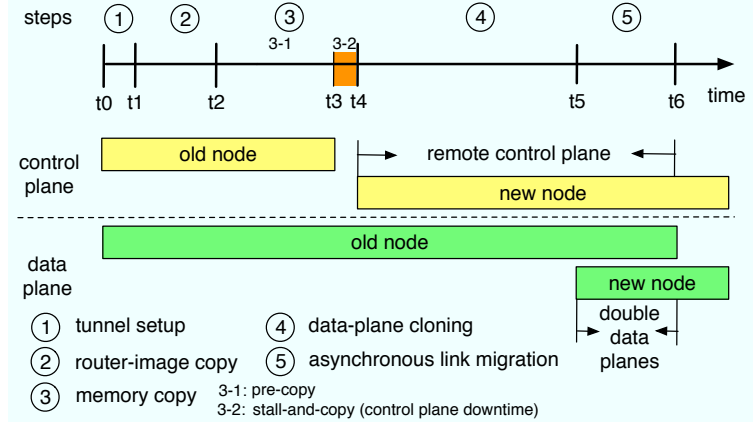 steps 1 2 3 4 5
3-1 3-2
t0 t1 t2 t3 t4 t5 t6 time
control plane
old node
remote control plane
new node
data plane
old node
new node
double data planes
1 tunnel setup
2 router-image copy
3 memory copy
3-1: pre-copy
3-2: stall-and-copy (control plane downtime)
4 data-plane cloning
5 asynchronous link migration